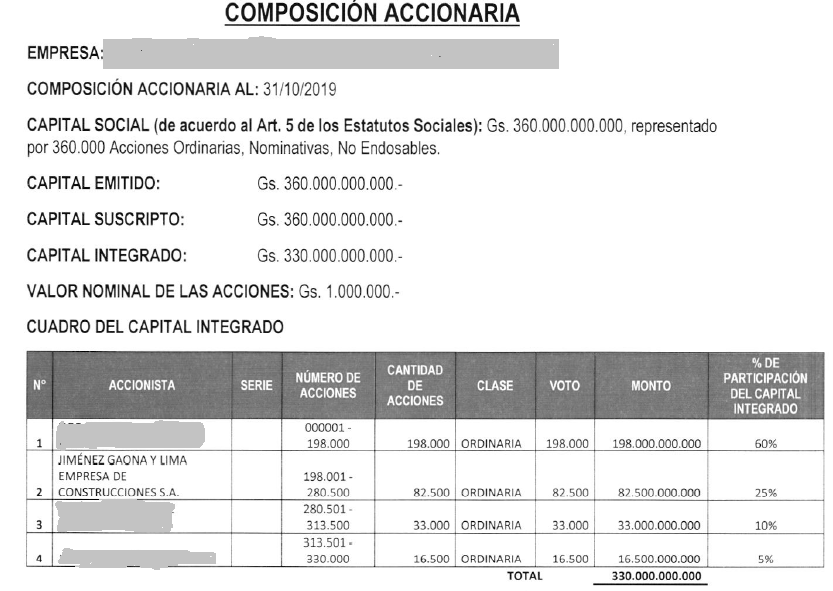 COMPOSICIÓN ACCIONARIA
EMPRESA:
COMPOSICIÓN ACCIONARIA AL: 31/10/2019
CAPITAL SOCIAL (de acuerdo al Art. 5 de los Estatutos Sociales): Gs. 360.000.000.000, representado
por 360.000 Acciones Ordinarias, Nominativas, No Endosables.
CAPITAL EMITIDO: Gs. 360.000.000.000.-
CAPITAL SUSCRIPTO: Gs. 360.000.000.000.-
CAPITAL INTEGRADO: Gs. 330.000.000.000.-
VALOR NOMINAL DE LAS ACCIONES: Gs. 1.000.000.-
CUADRO DEL CAPITAL INTEGRADO
N° ACCIONISTA SERIE NÚMERO DE ACCIONES CANTIDAD DE ACCIONES CLASE VOTO MONTO % DE PARTICIPACIÓN DEL CAPITAL INTEGRADO
1 000001 - 198.000 198.000 ORDINARIA 198.000 198.000.000.000 60%
2 JIMÉNEZ GAONA Y LIMA EMPRESA DE CONSTRUCCIONES S.A. 198.001 - 280.500 82.500 ORDINARIA 82.500 82.500.000.000 25%
3 280.501 - 313.500 33.000 ORDINARIA 33.000 33.000.000.000 10%
4 313.501 - 330.000 16.500 ORDINARIA 16.500 16.500.000.000 5%
TOTAL 330.000.000.000